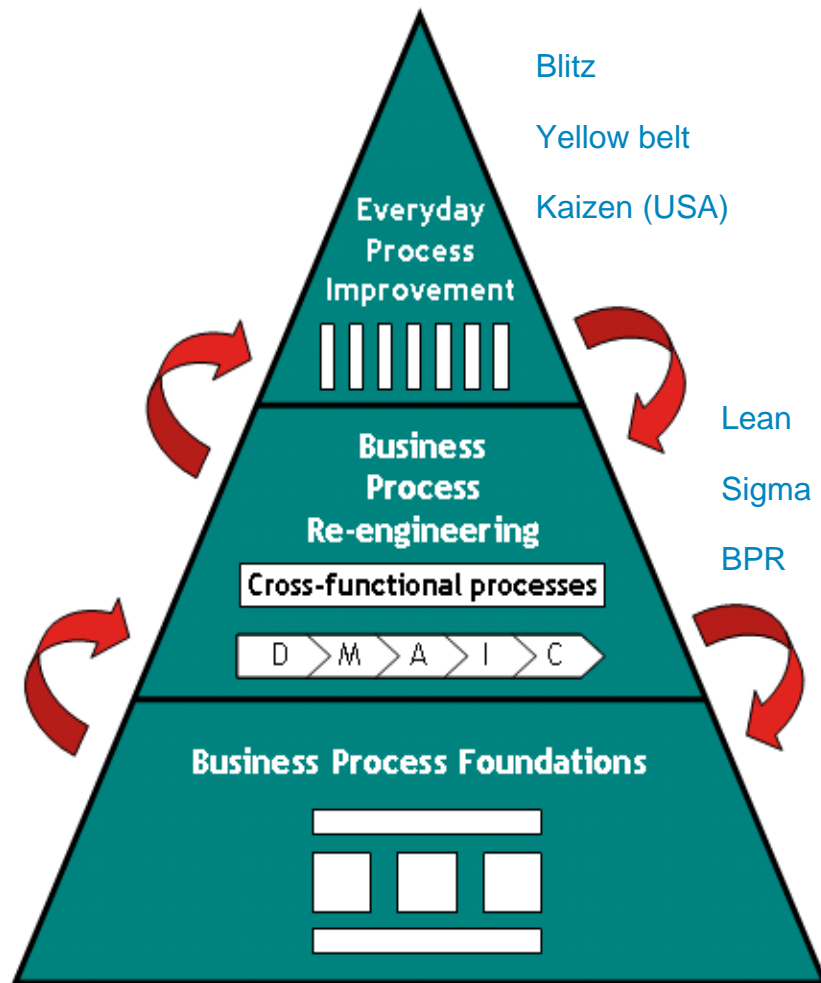 Blitz
Yellow belt
Kaizen (USA)
Everyday
Process
Improvement
Lean
Sigma
BPR
Business
Process
Re-engineering
Cross-functional processes
D M A I C
Business Process Foundations